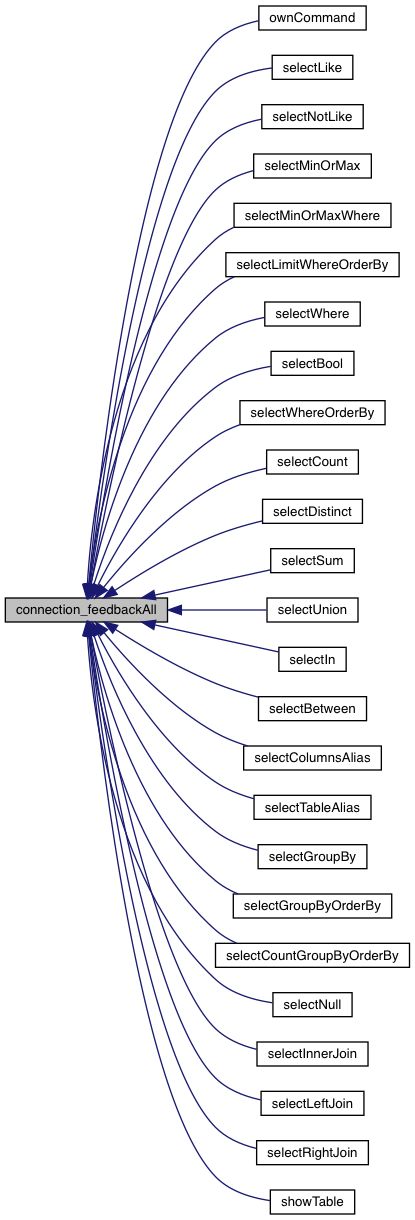 ownCommand
selectLike
selectNotLike
selectMinOrMax
selectMinOrMaxWhere
selectLimitWhereOrderBy
selectWhere
selectBool
selectWhereOrderBy
selectCount
selectDistinct
selectSum
connection_feedbackAll
selectUnion
selectIn
selectBetween
selectColumnsAlias
selectTableAlias
selectGroupBy
selectGroupByOrderBy
selectCountGroupByOrderBy
selectNull
selectInnerJoin
selectLeftJoin
selectRightJoin
showTable